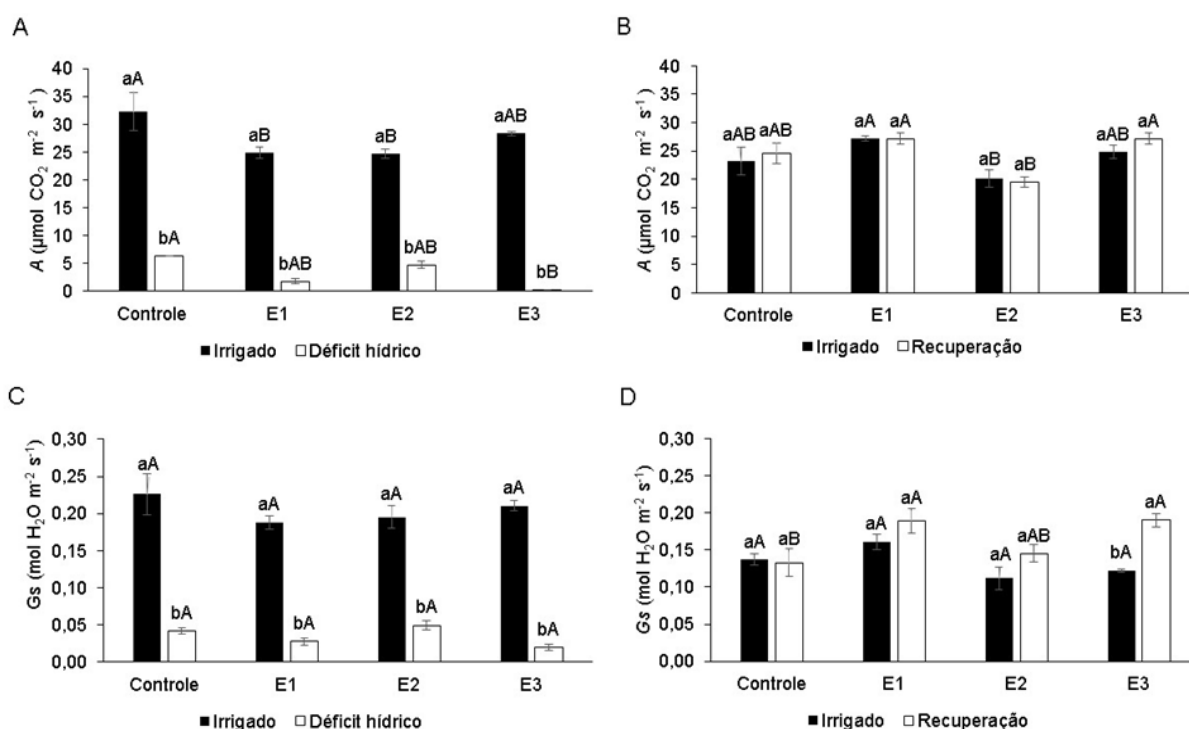 A
A (µmol CO₂ m⁻² s⁻¹)
40
35
30
25
20
15
10
5
0
aA
bA
aB
bAB
aB
bAB
aAB
bB
Controle E1 E2 E3
Irrigado Déficit hídrico
B
A (µmol CO₂ m⁻² s⁻¹)
40
35
30
25
20
15
10
5
0
aAB
aAB
aA
aA
aB
aB
aAB
aA
Controle E1 E2 E3
Irrigado Recuperação
C
Gs (mol H₂O m⁻² s⁻¹)
0,30
0,25
0,20
0,15
0,10
0,05
0,00
aA
bA
aA
bA
aA
bA
aA
bA
Controle E1 E2 E3
Irrigado Déficit hídrico
D
Gs (mol H₂O m⁻² s⁻¹)
0,30
0,25
0,20
0,15
0,10
0,05
0,00
aA
aB
aA
aA
aA
aAB
bA
aA
Controle E1 E2 E3
Irrigado Recuperação